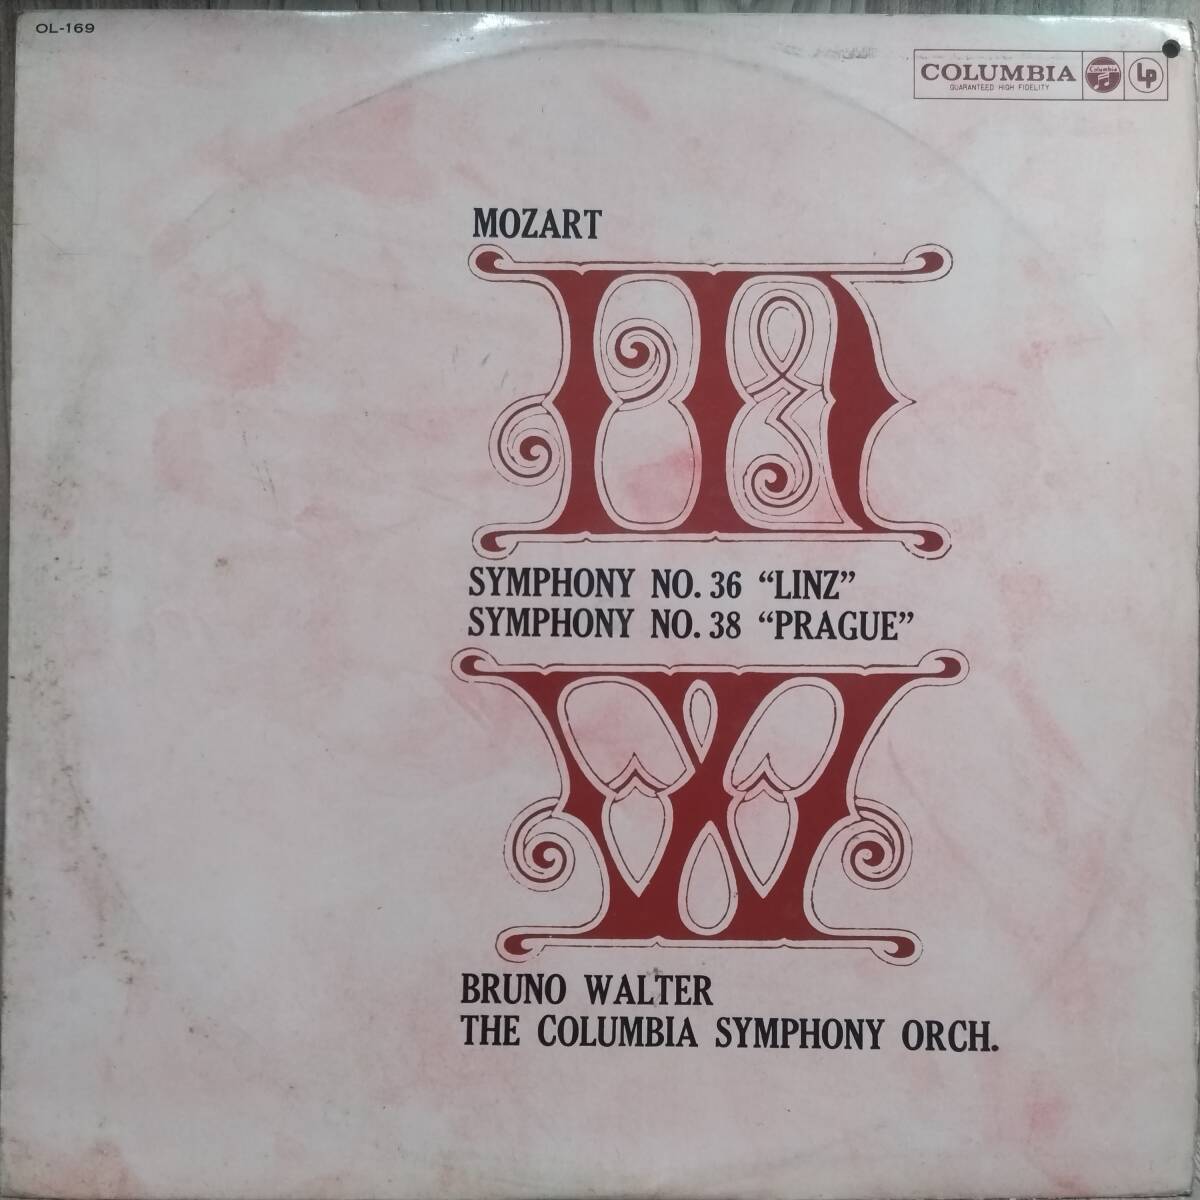 OL-169
COLUMBIA
GUARANTEED HIGH FIDELITY
Columbia
LP
MOZART
M
SYMPHONY NO. 36 “LINZ”
SYMPHONY NO. 38 “PRAGUE”
W
BRUNO WALTER
THE COLUMBIA SYMPHONY ORCH.